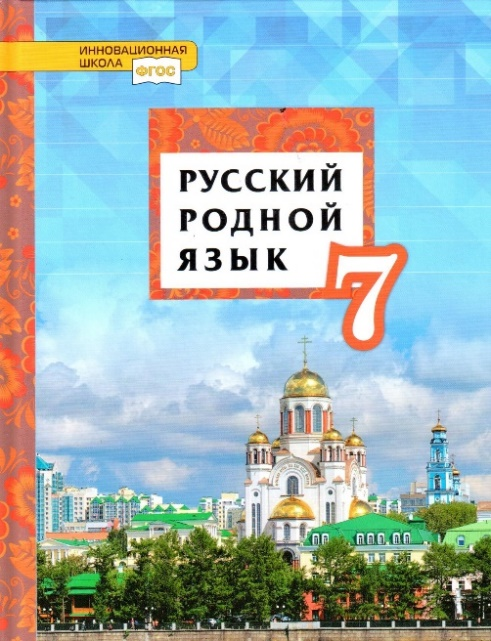 ИННОВАЦИОННАЯ
ШКОЛА
ФГОС
РУССКИЙ
РОДНОЙ
ЯЗЫК
7